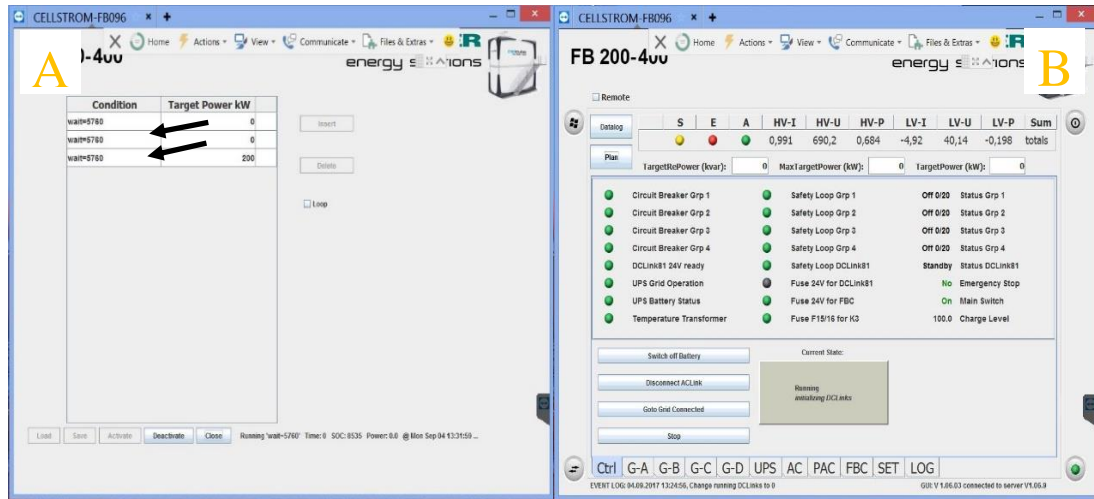 CELLSTROM-FB096 x +
A
Home Actions View Communicate Files & Extras
energy
Condition Target Power kW
wait=5760 0
wait=5760 0
wait=5760 200
Insert
Delete
Loop
Load Save Activate Deactivate Close Running 'wait=5760' Time: 0 SOC: 8535 Power: 0.0 @ Mon Sep 04 13:31:59 ...
CELLSTROM-FB096 x +
B
Home Actions View Communicate Files & Extras
FB 200-400
energy
Remote
Datalog S E A HV-I HV-U HV-P LV-I LV-U LV-P Sum
0,991 690,2 0,684 -4,92 40,14 -0,198 totals
Plan
TargetRePower (kvar): 0 MaxTargetPower (kW): 0 TargetPower (kW): 0
Circuit Breaker Grp 1 Safety Loop Grp 1 Off 0/20 Status Grp 1
Circuit Breaker Grp 2 Safety Loop Grp 2 Off 0/20 Status Grp 2
Circuit Breaker Grp 3 Safety Loop Grp 3 Off 0/20 Status Grp 3
Circuit Breaker Grp 4 Safety Loop Grp 4 Off 0/20 Status Grp 4
DCLink81 24V ready Safety Loop DCLink81 Standby Status DCLink81
UPS Grid Operation Fuse 24V for DCLink81 No Emergency Stop
UPS Battery Status Fuse 24V for FBC On Main Switch
Temperature Transformer Fuse F15/16 for K3 100.0 Charge Level
Switch off Battery
Current State:
Disconnect ACLink
Running
initializing DCLinks
Goto Grid Connected
Stop
Ctrl G-A G-B G-C G-D UPS AC PAC FBC SET LOG
EVENT LOG: 04.09.2017 13:24:56, Change running DCLinks to 0 GUI: V 1.06.03 connected to server V1.06.9